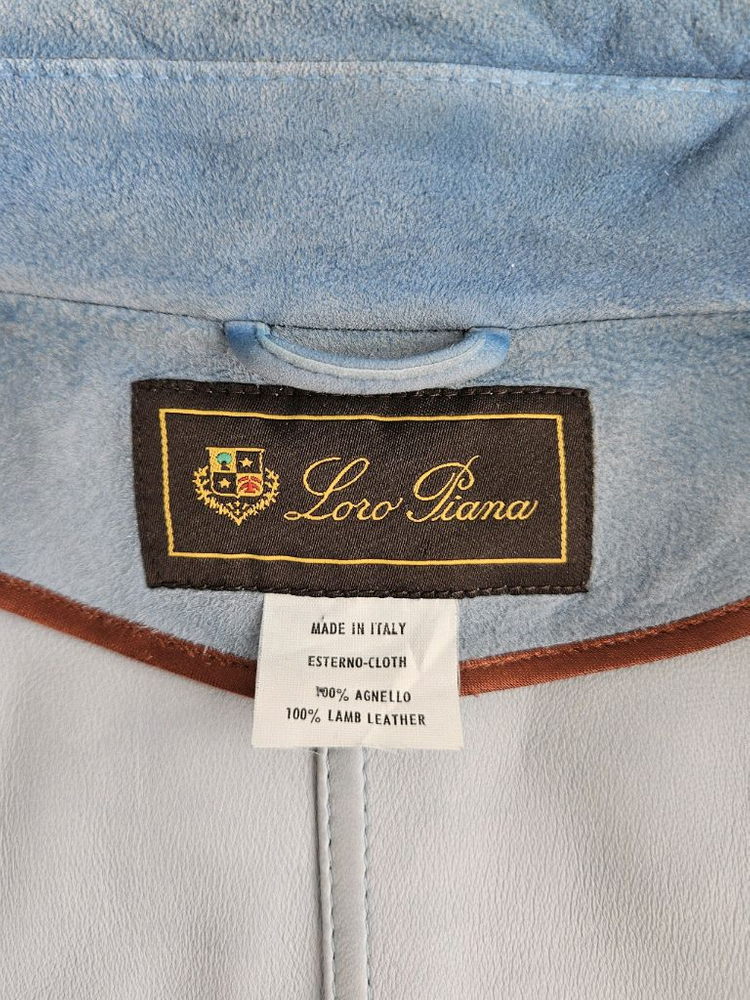 Loro Piana
MADE IN ITALY
ESTERNO-CLOTH
100% AGNELLO
100% LAMB LEATHER